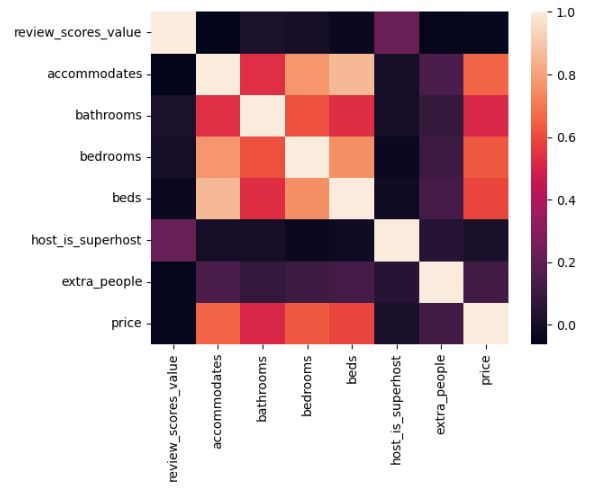 review_scores_value
accommodates
bathrooms
bedrooms
beds
host_is_superhost
extra_people
price
review_scores_value
accommodates
bathrooms
bedrooms
beds
host_is_superhost
extra_people
price
1.0
0.8
0.6
0.4
0.2
0.0